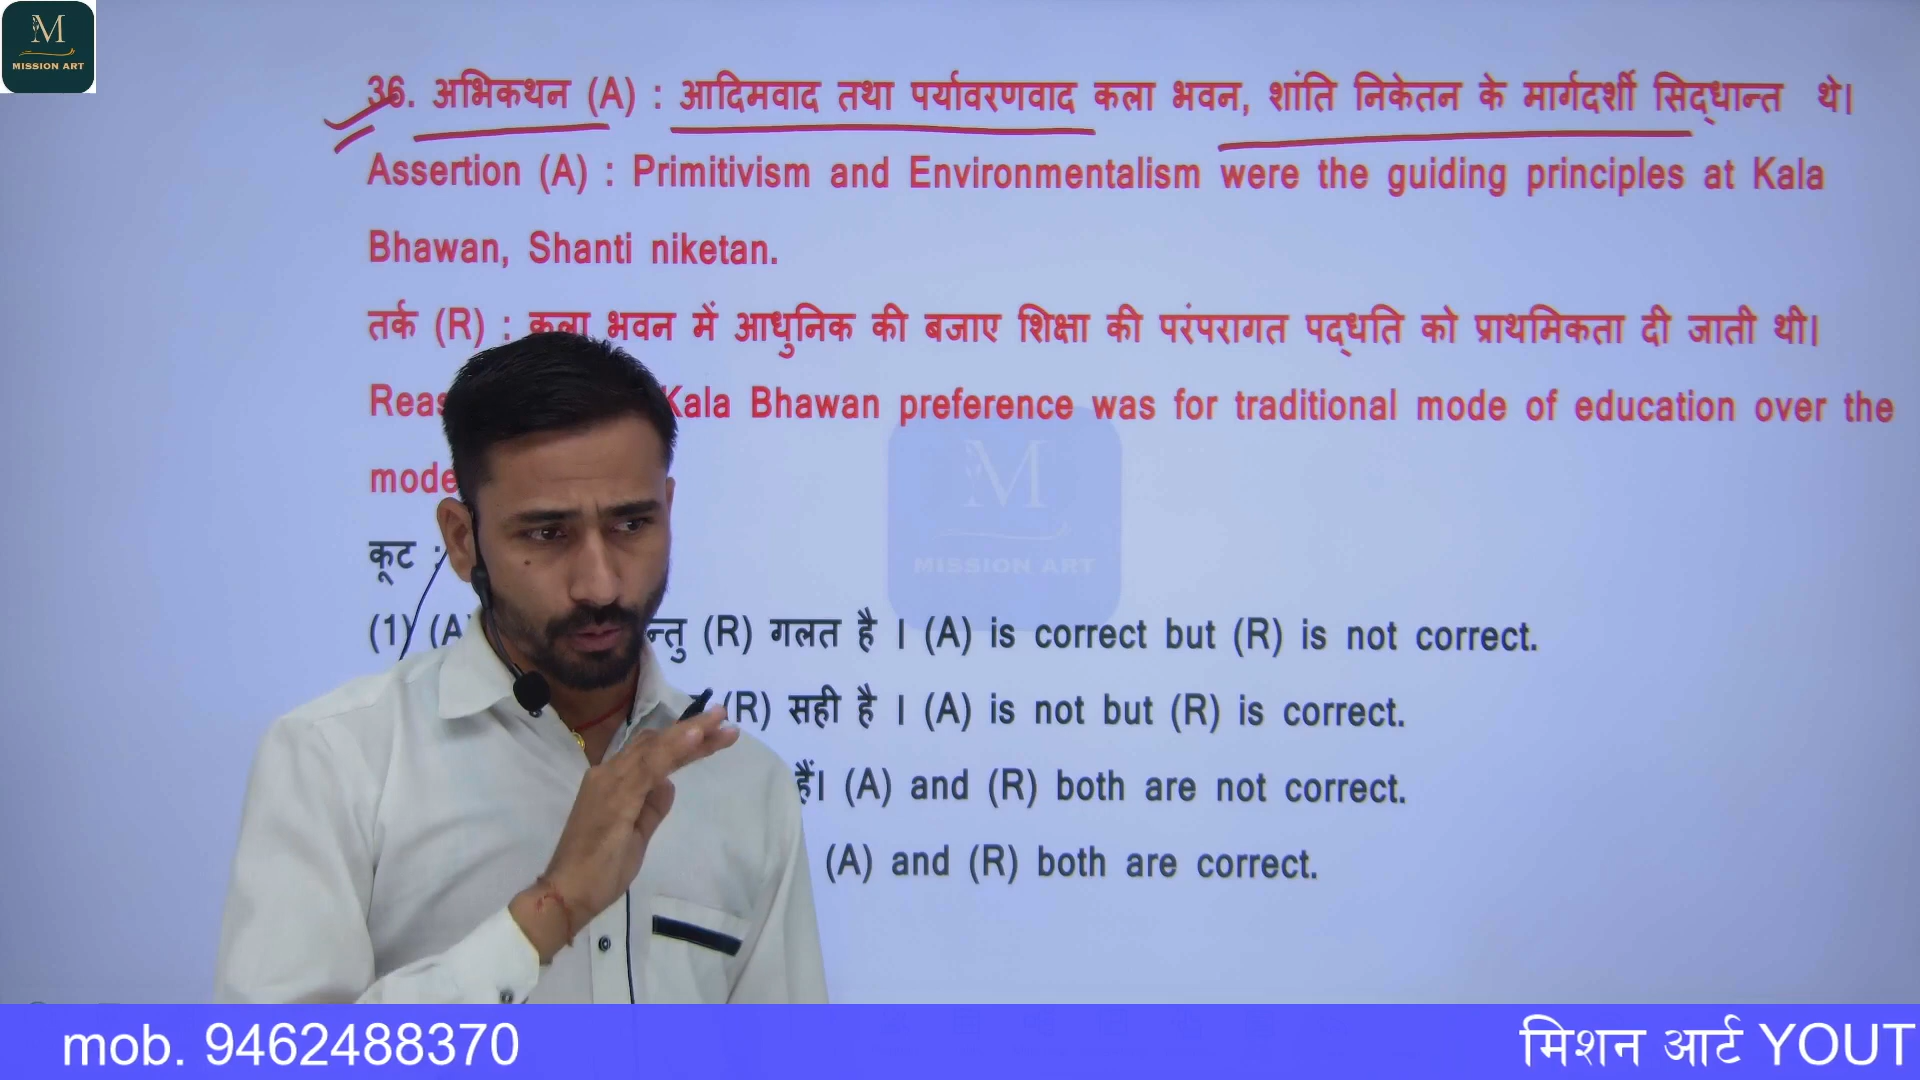 M
MISSION ART
36. अभिकथन (A) : आदिमवाद तथा पर्यावरणवाद कला भवन, शांति निकेतन के मार्गदर्शी सिद्धान्त थे।
Assertion (A) : Primitivism and Environmentalism were the guiding principles at Kala
Bhawan, Shanti niketan.
तर्क (R) : कला भवन में आधुनिक की बजाए शिक्षा की परंपरागत पद्धति को प्राथमिकता दी जाती थी।
Kala Bhawan preference was for traditional mode of education over the
M
MISSION ART
कूट :
(1) (A) (R) गलत है । (A) is correct but (R) is not correct.
(R) सही है । (A) is not but (R) is correct.
हैं। (A) and (R) both are not correct.
(A) and (R) both are correct.
mob. 9462488370
मिशन आर्ट YOUT